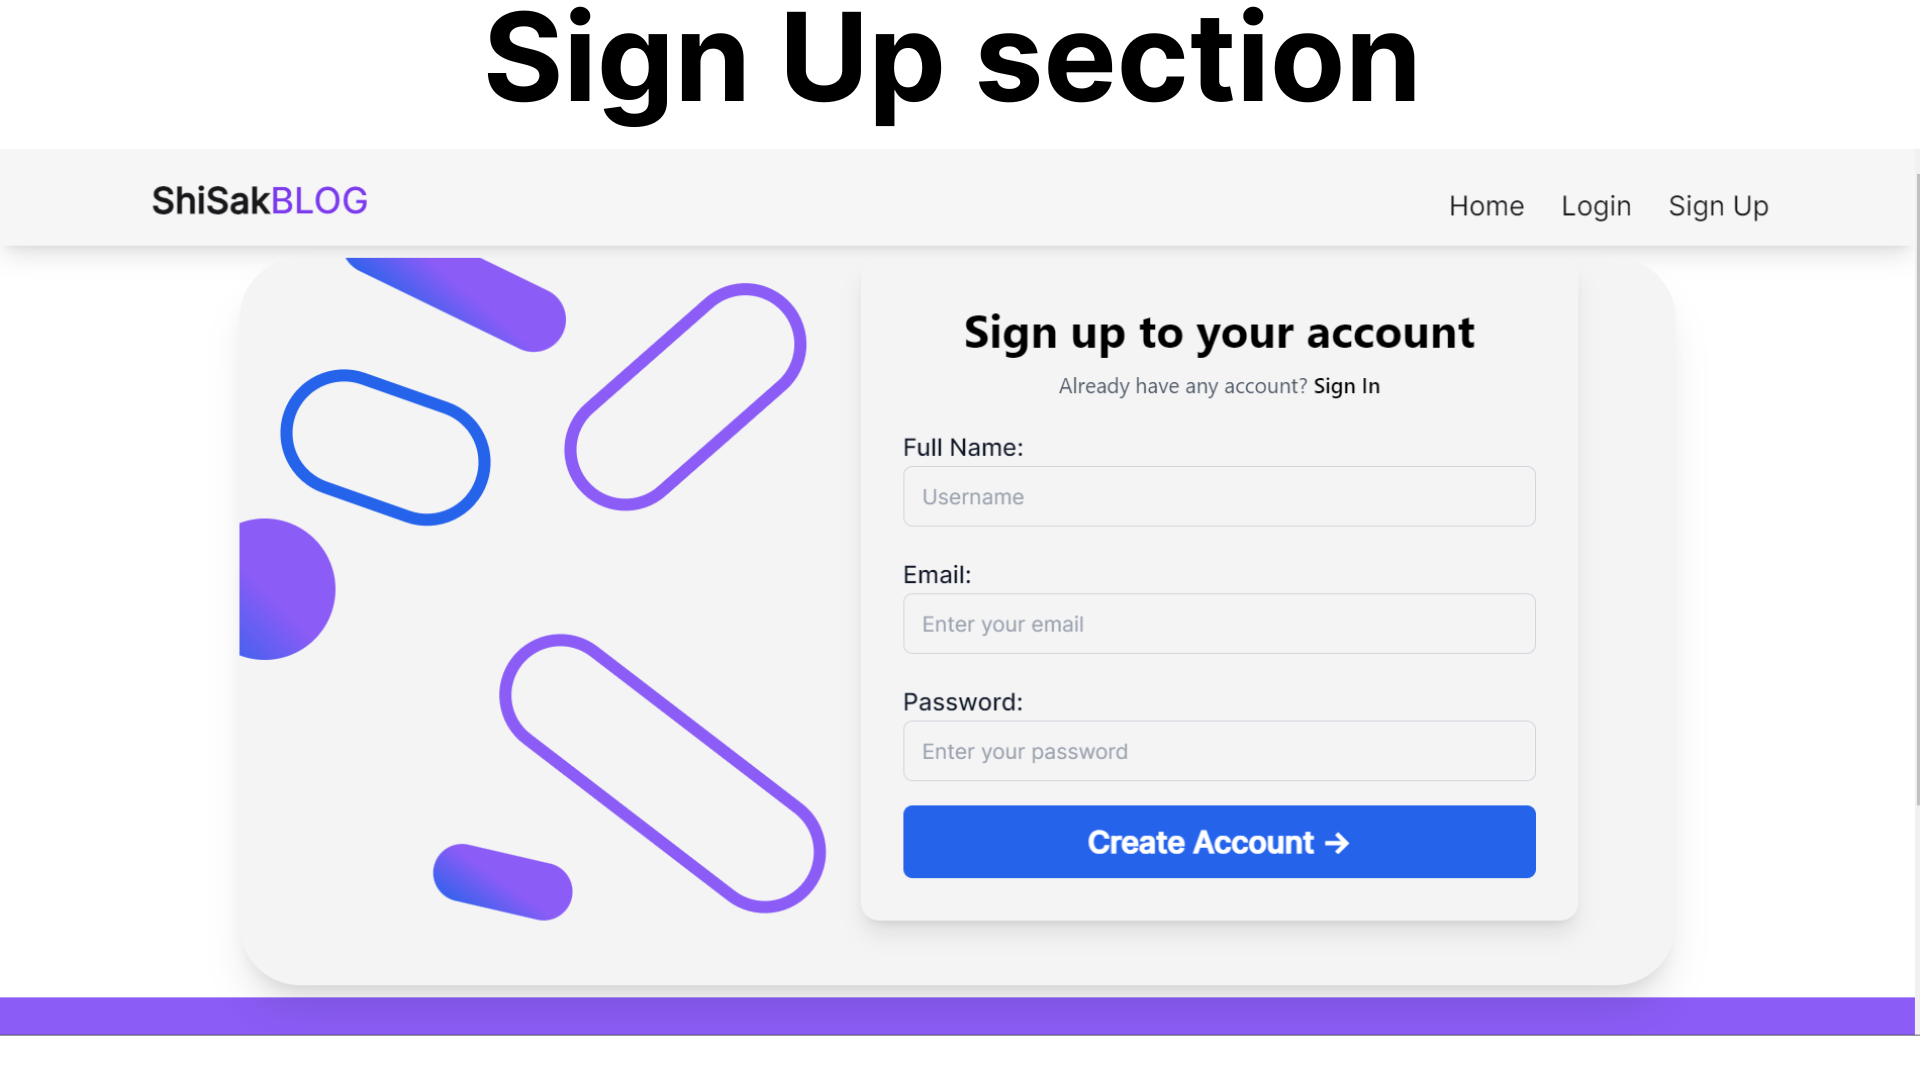 Sign Up section
ShiSakBLOG
Home Login Sign Up
Sign up to your account
Already have any account? Sign In
Full Name:
Username
Email:
Enter your email
Password:
Enter your password
Create Account →